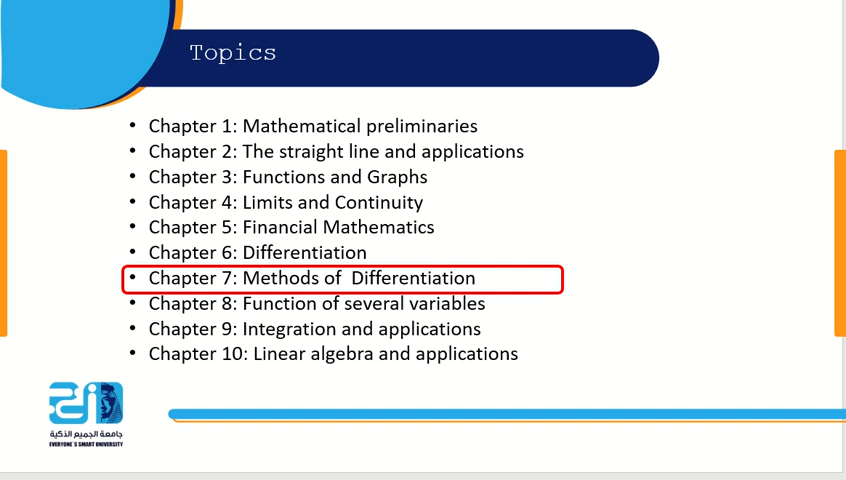 Topics
• Chapter 1: Mathematical preliminaries
• Chapter 2: The straight line and applications
• Chapter 3: Functions and Graphs
• Chapter 4: Limits and Continuity
• Chapter 5: Financial Mathematics
• Chapter 6: Differentiation
• Chapter 7: Methods of  Differentiation
• Chapter 8: Function of several variables
• Chapter 9: Integration and applications
• Chapter 10: Linear algebra and applications
جامعة الجميع الذكية
EVERYONE`S SMART UNIVERSITY